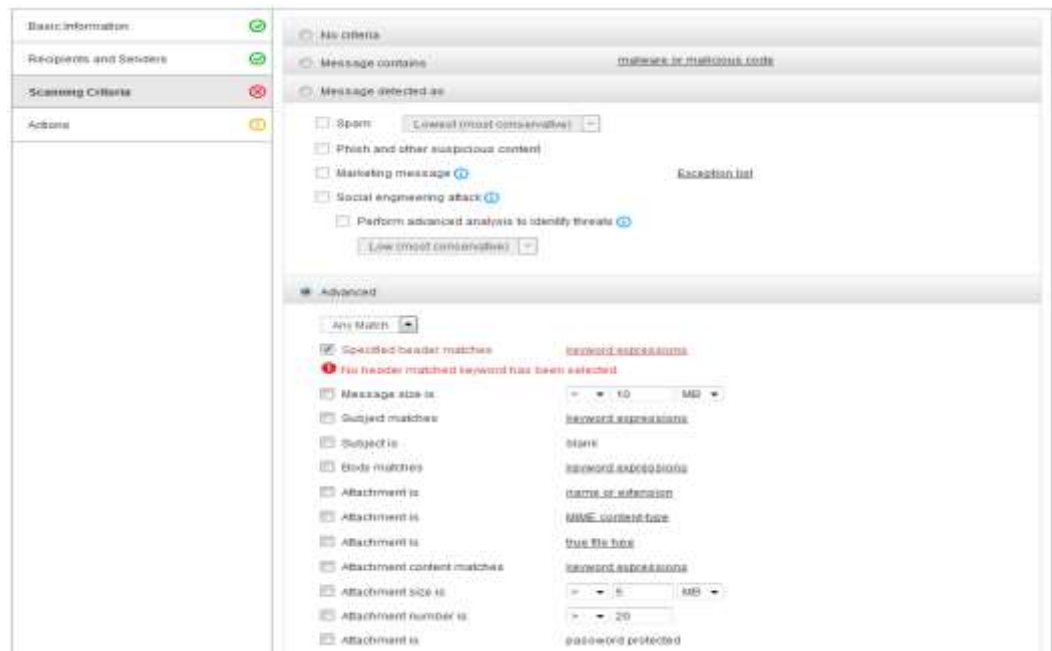 Basic Information
Recipients and Senders
Scanning Criteria
Actions
No criteria
Message contains malware or malicious code
Message detected as
Spam Lowest (most conservative)
Phish and other suspicious content
Marketing message Exception list
Social engineering attack
Perform advanced analysis to identify threats
Low (most conservative)
Advanced
Any Match
Specified header matches keyword expressions
No header matched keyword has been selected.
Message size is > 10 MB
Subject matches keyword expressions
Subject is blank
Body matches keyword expressions
Attachment is name or extension
Attachment is MIME content-type
Attachment is true file type
Attachment content matches keyword expressions
Attachment size is > 5 MB
Attachment number is > 20
Attachment is password protected